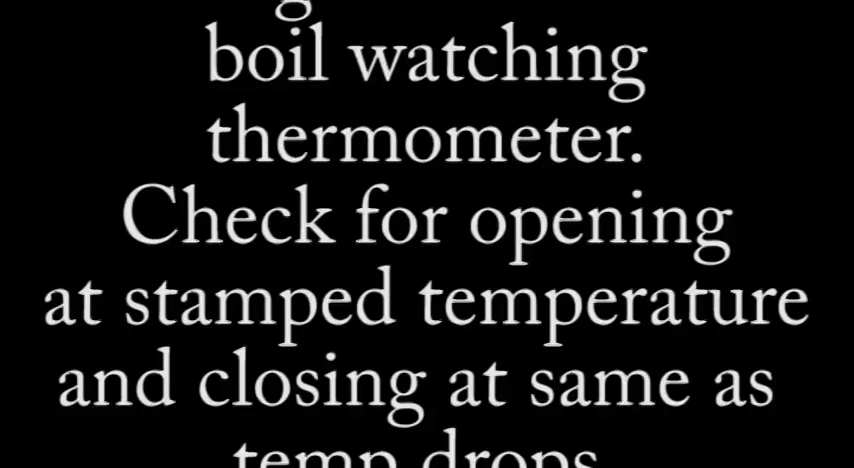 boil watching
thermometer.
Check for opening
at stamped temperature
and closing at same as
temp drops